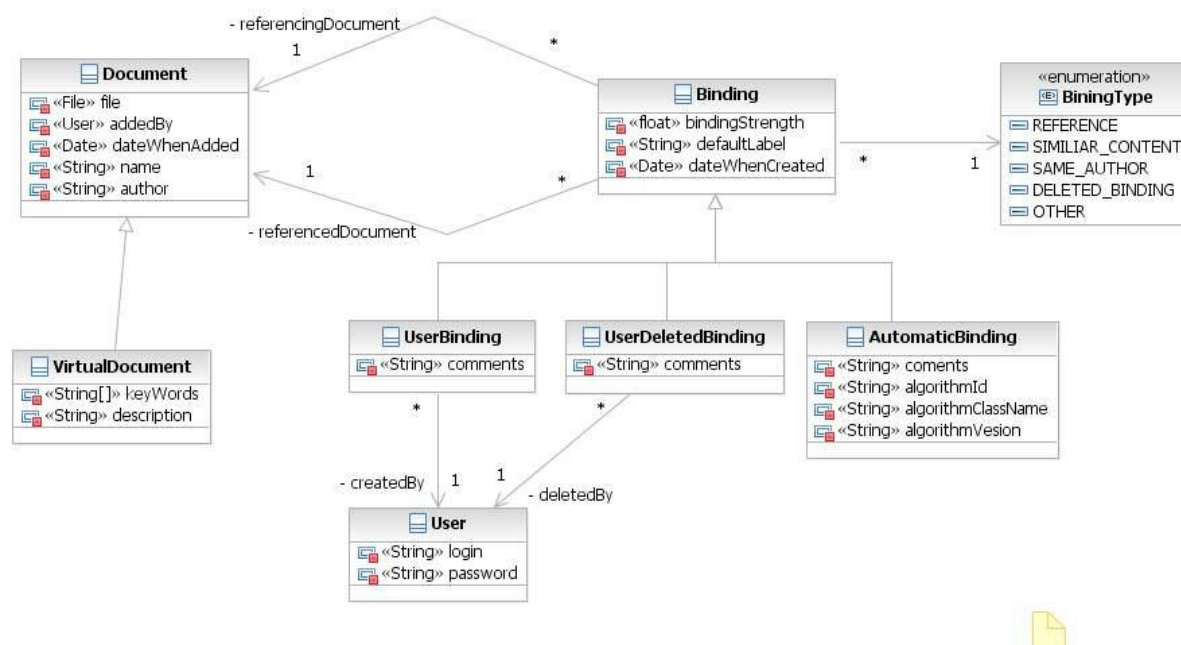 - referencingDocument
1
*
Document
«File» file
«User» addedBy
«Date» dateWhenAdded
«String» name
«String» author
Binding
«float» bindingStrength
«String» defaultLabel
«Date» dateWhenCreated
«enumeration»
BiningType
REFERENCE
SIMILIAR_CONTENT
SAME_AUTHOR
DELETED_BINDING
OTHER
*
1
1
*
- referencedDocument
VirtualDocument
«String[]» keyWords
«String» description
UserBinding
«String» comments
UserDeletedBinding
«String» comments
AutomaticBinding
«String» coments
«String» algorithmId
«String» algorithmClassName
«String» algorithmVesion
*
*
- createdBy
1
1
- deletedBy
User
«String» login
«String» password